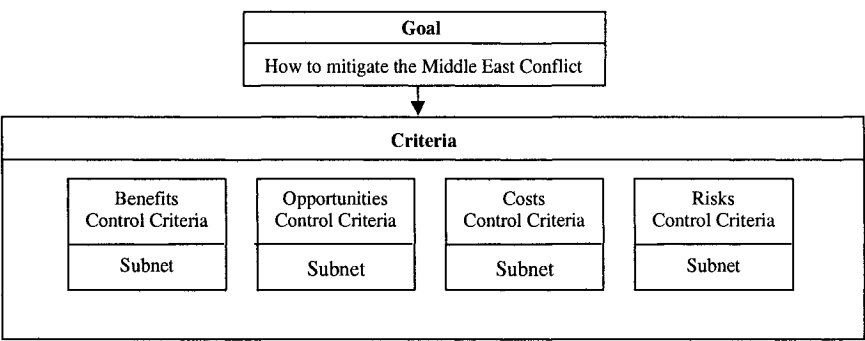 Goal
How to mitigate the Middle East Conflict
Criteria
Benefits
Control Criteria
Subnet
Opportunities
Control Criteria
Subnet
Costs
Control Criteria
Subnet
Risks
Control Criteria
Subnet